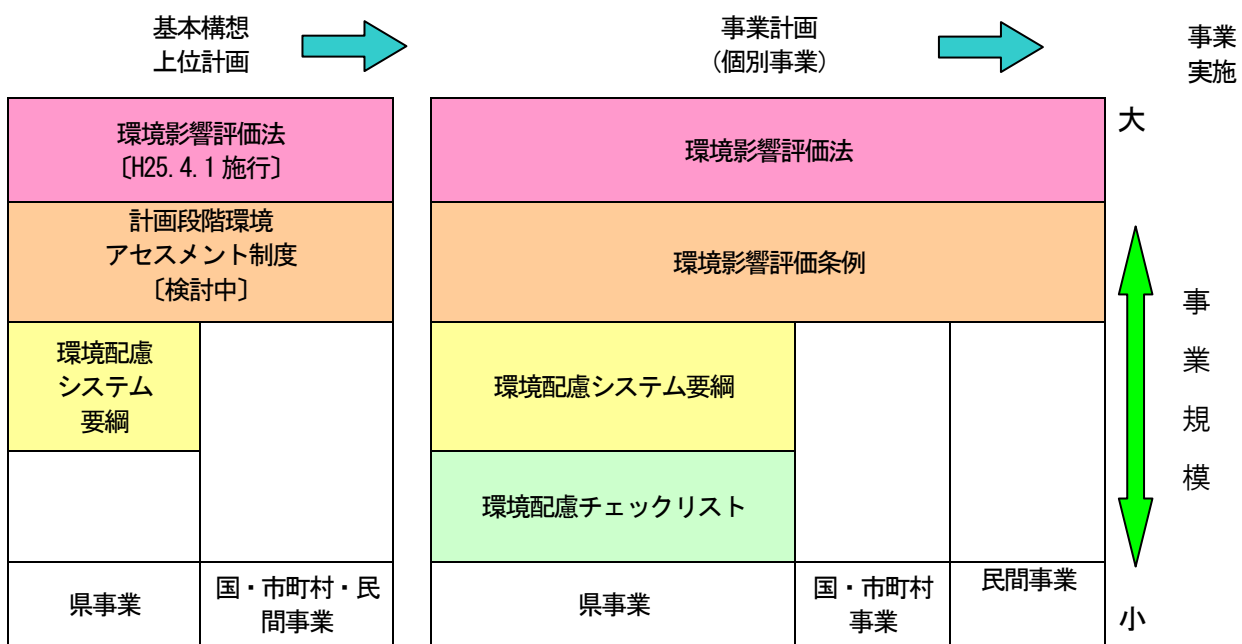 基本構想
上位計画
事業計画
（個別事業）
事業
実施
環境影響評価法
〔H25.4.1施行〕
計画段階環境
アセスメント制度
〔検討中〕
環境配慮
システム
要綱
県事業
国・市町村・民
間事業
環境影響評価法
環境影響評価条例
環境配慮システム要綱
環境配慮チェックリスト
県事業
国・市町村
事業
民間事業
大
事
業
規
模
小